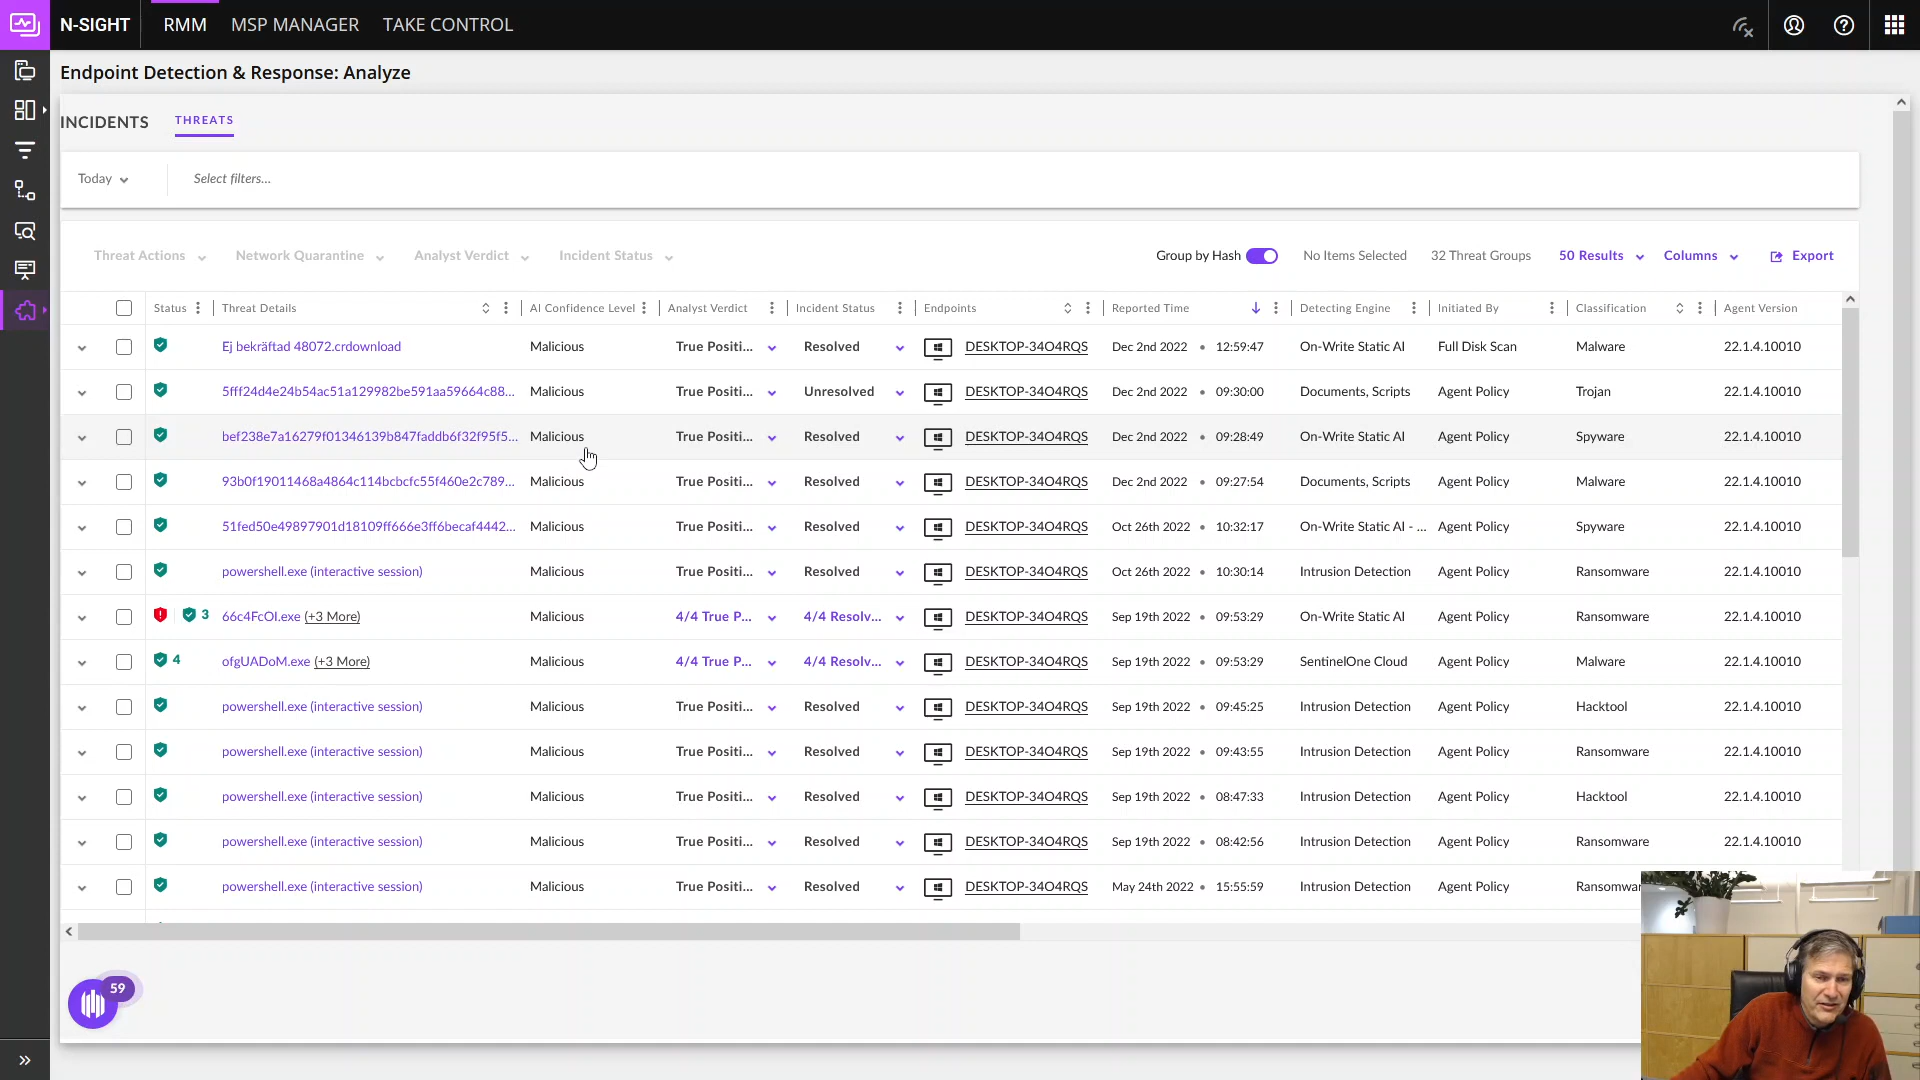 N-SIGHT RMM MSP MANAGER TAKE CONTROL
Endpoint Detection & Response: Analyze
INCIDENTS THREATS
Today Select filters...
Threat Actions Network Quarantine Analyst Verdict Incident Status Group by Hash No Items Selected 32 Threat Groups 50 Results Columns Export
Status Threat Details AI Confidence Level Analyst Verdict Incident Status Endpoints Reported Time Detecting Engine Initiated By Classification Agent Version
Ej bekräftad 48072.crdownload Malicious True Positi... Resolved DESKTOP-34O4RQS Dec 2nd 2022 • 12:59:47 On-Write Static AI Full Disk Scan Malware 22.1.4.10010
5fff24d4e24b54ac51a129982be591aa59664c88... Malicious True Positi... Unresolved DESKTOP-34O4RQS Dec 2nd 2022 • 09:30:00 Documents, Scripts Agent Policy Trojan 22.1.4.10010
bef238e7a16279f01346139b847faddb6f32f95f5... Malicious True Positi... Resolved DESKTOP-34O4RQS Dec 2nd 2022 • 09:28:49 On-Write Static AI Agent Policy Spyware 22.1.4.10010
93b0f19011468a4864c114bcbcfc55f460e2c789... Malicious True Positi... Resolved DESKTOP-34O4RQS Dec 2nd 2022 • 09:27:54 Documents, Scripts Agent Policy Malware 22.1.4.10010
51fed50e49897901d18109ff666e3ff6becaf4442... Malicious True Positi... Resolved DESKTOP-34O4RQS Oct 26th 2022 • 10:32:17 On-Write Static AI - ... Agent Policy Spyware 22.1.4.10010
powershell.exe (interactive session) Malicious True Positi... Resolved DESKTOP-34O4RQS Oct 26th 2022 • 10:30:14 Intrusion Detection Agent Policy Ransomware 22.1.4.10010
3 66c4FcOI.exe (+3 More) Malicious 4/4 True P... 4/4 Resolv... DESKTOP-34O4RQS Sep 19th 2022 • 09:53:29 On-Write Static AI Agent Policy Ransomware 22.1.4.10010
4 ofgUADoM.exe (+3 More) Malicious 4/4 True P... 4/4 Resolv... DESKTOP-34O4RQS Sep 19th 2022 • 09:53:29 SentinelOne Cloud Agent Policy Malware 22.1.4.10010
powershell.exe (interactive session) Malicious True Positi... Resolved DESKTOP-34O4RQS Sep 19th 2022 • 09:45:25 Intrusion Detection Agent Policy Hacktool 22.1.4.10010
powershell.exe (interactive session) Malicious True Positi... Resolved DESKTOP-34O4RQS Sep 19th 2022 • 09:43:55 Intrusion Detection Agent Policy Ransomware 22.1.4.10010
powershell.exe (interactive session) Malicious True Positi... Resolved DESKTOP-34O4RQS Sep 19th 2022 • 08:47:33 Intrusion Detection Agent Policy Hacktool 22.1.4.10010
powershell.exe (interactive session) Malicious True Positi... Resolved DESKTOP-34O4RQS Sep 19th 2022 • 08:42:56 Intrusion Detection Agent Policy Ransomware 22.1.4.10010
powershell.exe (interactive session) Malicious True Positi... Resolved DESKTOP-34O4RQS May 24th 2022 • 15:55:59 Intrusion Detection Agent Policy Ransomwa
59